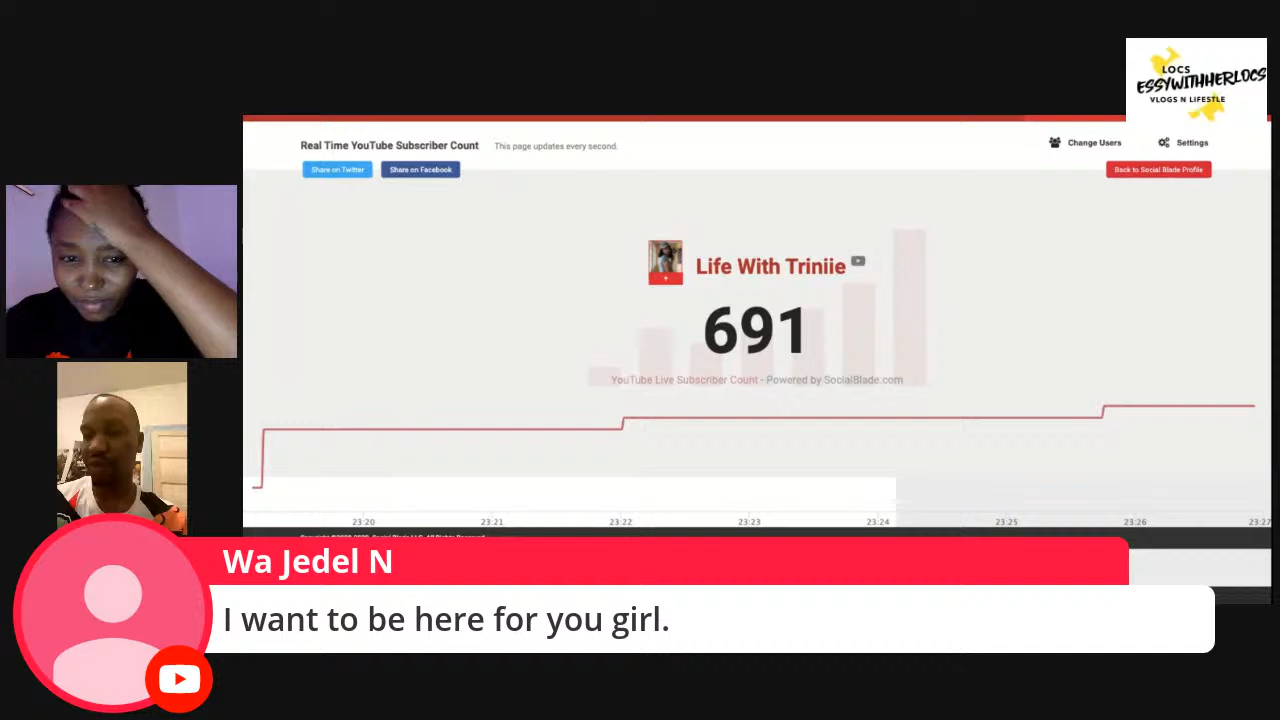 LOCS
ESSYWITHHERLOCS
VLOGS N LIFESTLE
Real Time YouTube Subscriber Count This page updates every second.
Change Users Settings
Share on Twitter Share on Facebook
Back to Social Blade Profile
Life With Triniie
691
YouTube Live Subscriber Count - Powered by SocialBlade.com
23:20 23:21 23:22 23:23 23:24 23:25 23:26 23:27
Wa Jedel N
I want to be here for you girl.